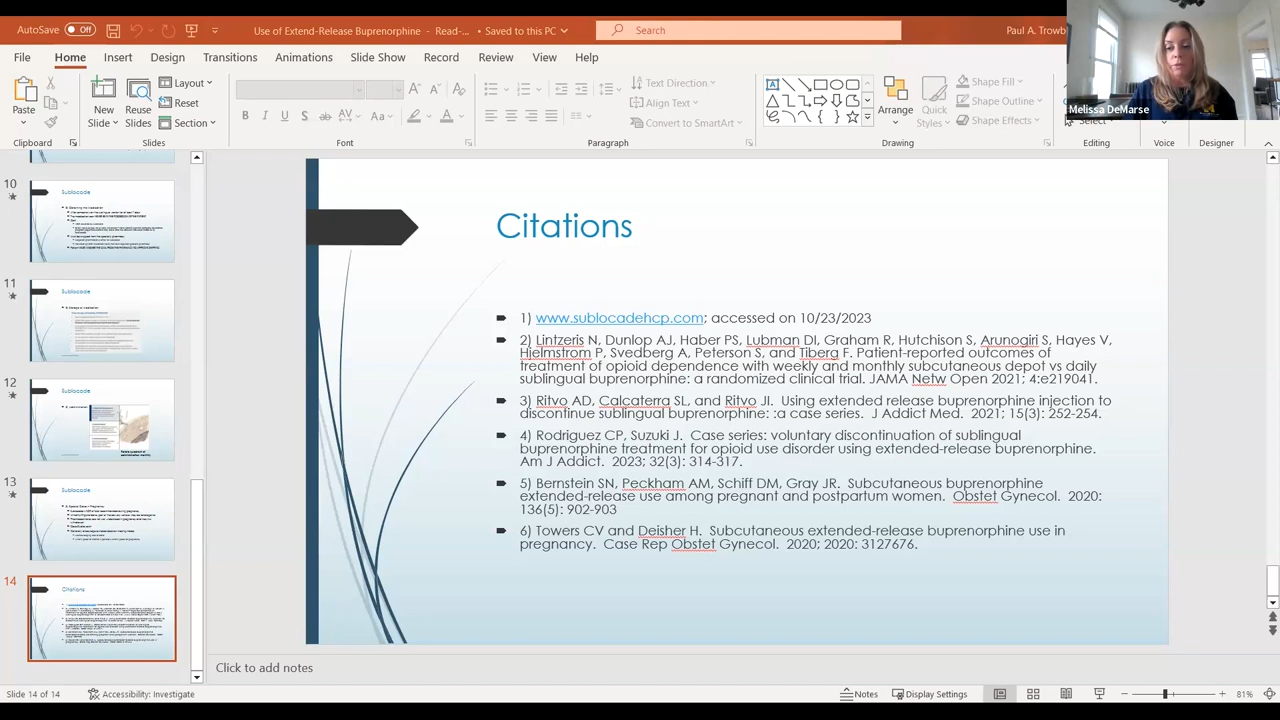 AutoSave Off
Use of Extend-Release Buprenorphine - Read-... • Saved to this PC
Search
Paul A. Trowb
File Home Insert Design Transitions Animations Slide Show Record Review View Help
Melissa DeMarse
Paste
New Slide
Reuse Slides
Layout
Reset
Section
Text Direction
Align Text
Convert to SmartArt
Arrange
Quick Styles
Shape Fill
Shape Outline
Shape Effects
Select
Clipboard Slides Font Paragraph Drawing Editing Voice Designer
10
Sublocade
11
Sublocade
12
13
Sublocade
14
Citations
Citations
1) www.sublocadehcp.com; accessed on 10/23/2023
2) Lintzeris N, Dunlop AJ, Haber PS, Lubman DI, Graham R, Hutchison S, Arunogiri S, Hayes V,
Hjelmstrom P, Svedberg A, Peterson S, and Tiberg F. Patient-reported outcomes of
treatment of opioid dependence with weekly and monthly subcutaneous depot vs daily
sublingual buprenorphine: a randomized clinical trial. JAMA Netw Open 2021; 4:e219041.
3) Ritvo AD, Calcaterra SL, and Ritvo JI. Using extended release buprenorphine injection to
discontinue sublingual buprenorphine: :a case series. J Addict Med. 2021; 15(3): 252-254.
4) Rodriguez CP, Suzuki J. Case series: voluntary discontinuation of sublingual
buprenorphine treatment for opioid use disorder using extended-release buprenorphine.
Am J Addict. 2023; 32(3): 314-317.
5) Bernstein SN, Peckham AM, Schiff DM, Gray JR. Subcutaneous buprenorphine
extended-release use among pregnant and postpartum women. Obstet Gynecol. 2020:
136(5): 902-903
6) Towers CV and Deisher H. Subcutaneous extended-release buprenorphine use in
pregnancy. Case Rep Obstet Gynecol. 2020; 2020: 3127676.
Click to add notes
Slide 14 of 14 Accessibility: Investigate Notes Display Settings 81%